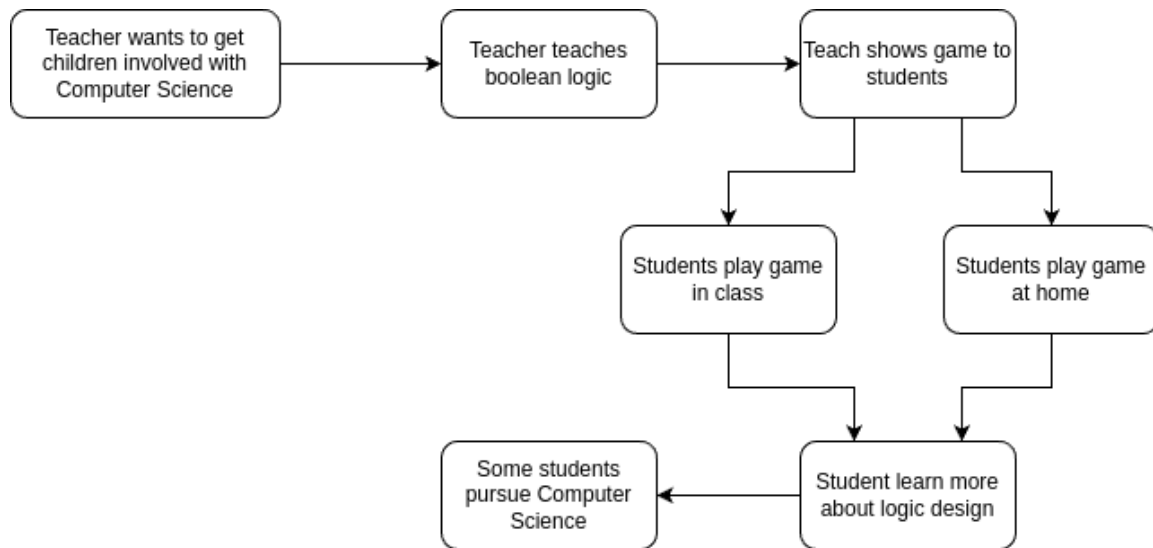 Teacher wants to get
children involved with
Computer Science
Teacher teaches
boolean logic
Teach shows game to
students
Students play game
in class
Students play game
at home
Student learn more
about logic design
Some students
pursue Computer
Science